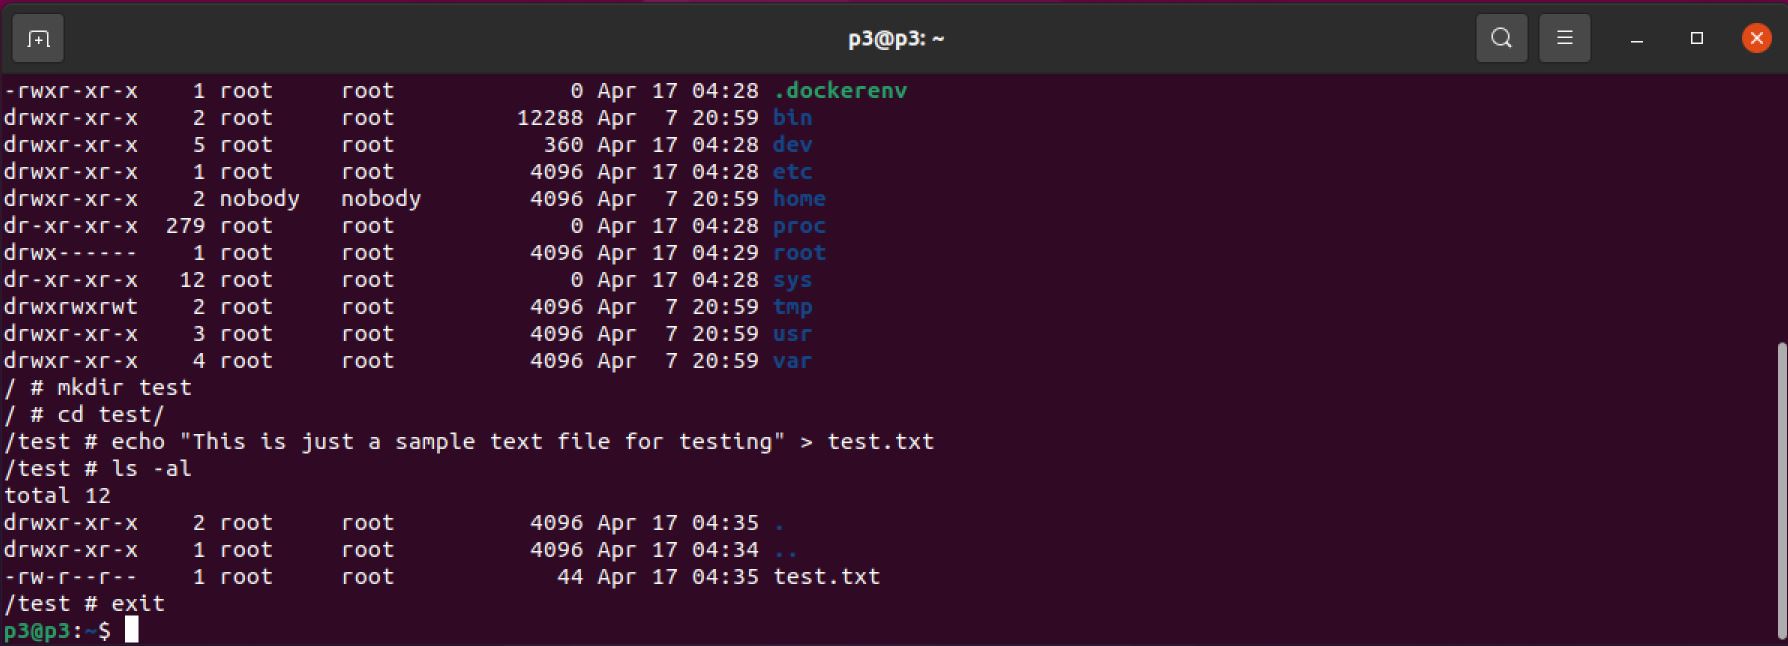 p3@p3: ~
-rwxr-xr-x    1 root     root             0 Apr 17 04:28 .dockerenv
drwxr-xr-x    2 root     root         12288 Apr  7 20:59 bin
drwxr-xr-x    5 root     root           360 Apr 17 04:28 dev
drwxr-xr-x    1 root     root          4096 Apr 17 04:28 etc
drwxr-xr-x    2 nobody   nobody        4096 Apr  7 20:59 home
dr-xr-xr-x  279 root     root             0 Apr 17 04:28 proc
drwx------    1 root     root          4096 Apr 17 04:29 root
dr-xr-xr-x   12 root     root             0 Apr 17 04:28 sys
drwxrwxrwt    2 root     root          4096 Apr  7 20:59 tmp
drwxr-xr-x    3 root     root          4096 Apr  7 20:59 usr
drwxr-xr-x    4 root     root          4096 Apr  7 20:59 var
/ # mkdir test
/ # cd test/
/test # echo "This is just a sample text file for testing" > test.txt
/test # ls -al
total 12
drwxr-xr-x    2 root     root          4096 Apr 17 04:35 .
drwxr-xr-x    1 root     root          4096 Apr 17 04:34 ..
-rw-r--r--    1 root     root            44 Apr 17 04:35 test.txt
/test # exit
p3@p3:~$